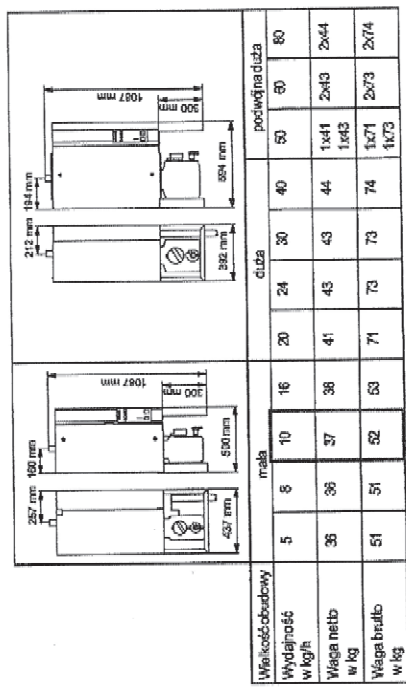 257 mm
160 mm
1087 mm
300 mm
437 mm
500 mm
212 mm
194 mm
1087 mm
300 mm
392 mm
594 mm
Wielkość obudowy mała duża podwójna duża
Wydajność w kg/h 5 8 10 16 20 24 30 40 50 60 80
Waga netto w kg 36 36 37 38 41 43 43 44 1x41 1x43 2x43 2x44
Waga brutto w kg 51 51 52 53 71 73 73 74 1x71 1x73 2x73 2x74